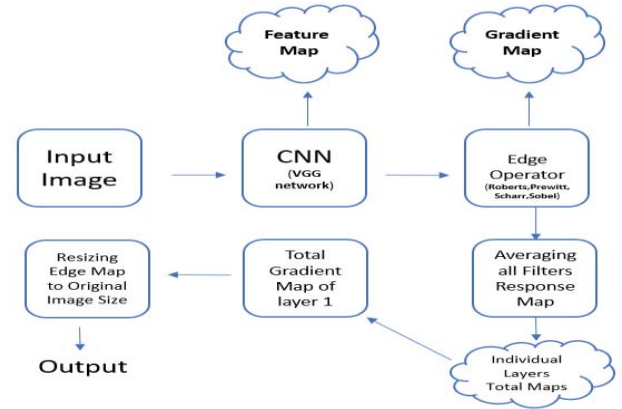 Feature
Map
Gradient
Map
Input
Image
CNN
(VGG
network)
Edge
Operator
(Roberts,Prewitt,
Scharr,Sobel)
Resizing
Edge Map
to Original
Image Size
Total
Gradient
Map of
layer 1
Averaging
all Filters
Response
Map
Output
Individual
Layers
Total Maps